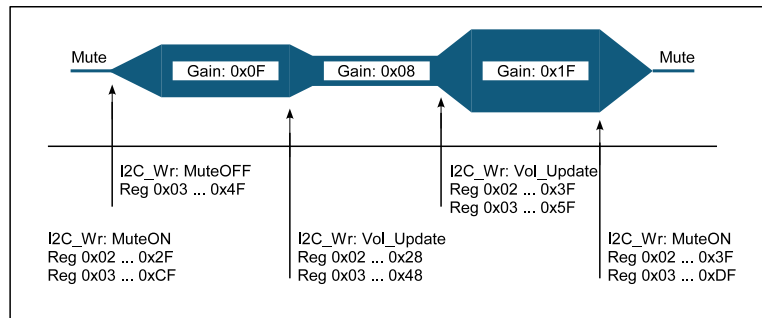 Mute
Gain: 0x0F
Gain: 0x08
Gain: 0x1F
Mute
I2C_Wr: MuteOFF
Reg 0x03 ... 0x4F
I2C_Wr: Vol_Update
Reg 0x02 ... 0x3F
Reg 0x03 ... 0x5F
I2C_Wr: MuteON
Reg 0x02 ... 0x2F
Reg 0x03 ... 0xCF
I2C_Wr: Vol_Update
Reg 0x02 ... 0x28
Reg 0x03 ... 0x48
I2C_Wr: MuteON
Reg 0x02 ... 0x3F
Reg 0x03 ... 0xDF